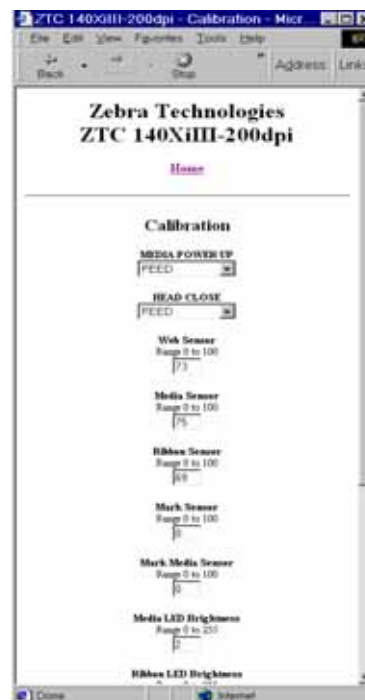 ZTC 140XiIII-200dpi - Calibration - Micr...
File Edit View Favorites Tools Help
Back Stop Address Links
Zebra Technologies
ZTC 140XiIII-200dpi
Home
Calibration
MEDIA POWER UP
FEED
HEAD CLOSE
FEED
Web Sensor
Range 0 to 100
73
Media Sensor
Range 0 to 100
75
Ribbon Sensor
Range 0 to 100
69
Mark Sensor
Range 0 to 100
0
Mark Media Sensor
Range 0 to 100
0
Media LED Brightness
Range 0 to 255
2
Ribbon LED Brightness
Done Internet